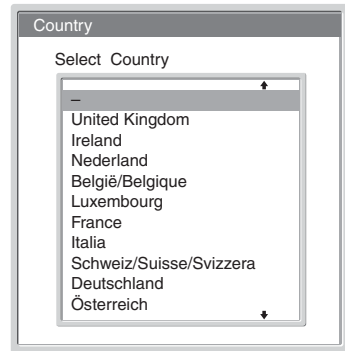 Country
Select Country
–
United Kingdom
Ireland
Nederland
België/Belgique
Luxembourg
France
Italia
Schweiz/Suisse/Svizzera
Deutschland
Österreich